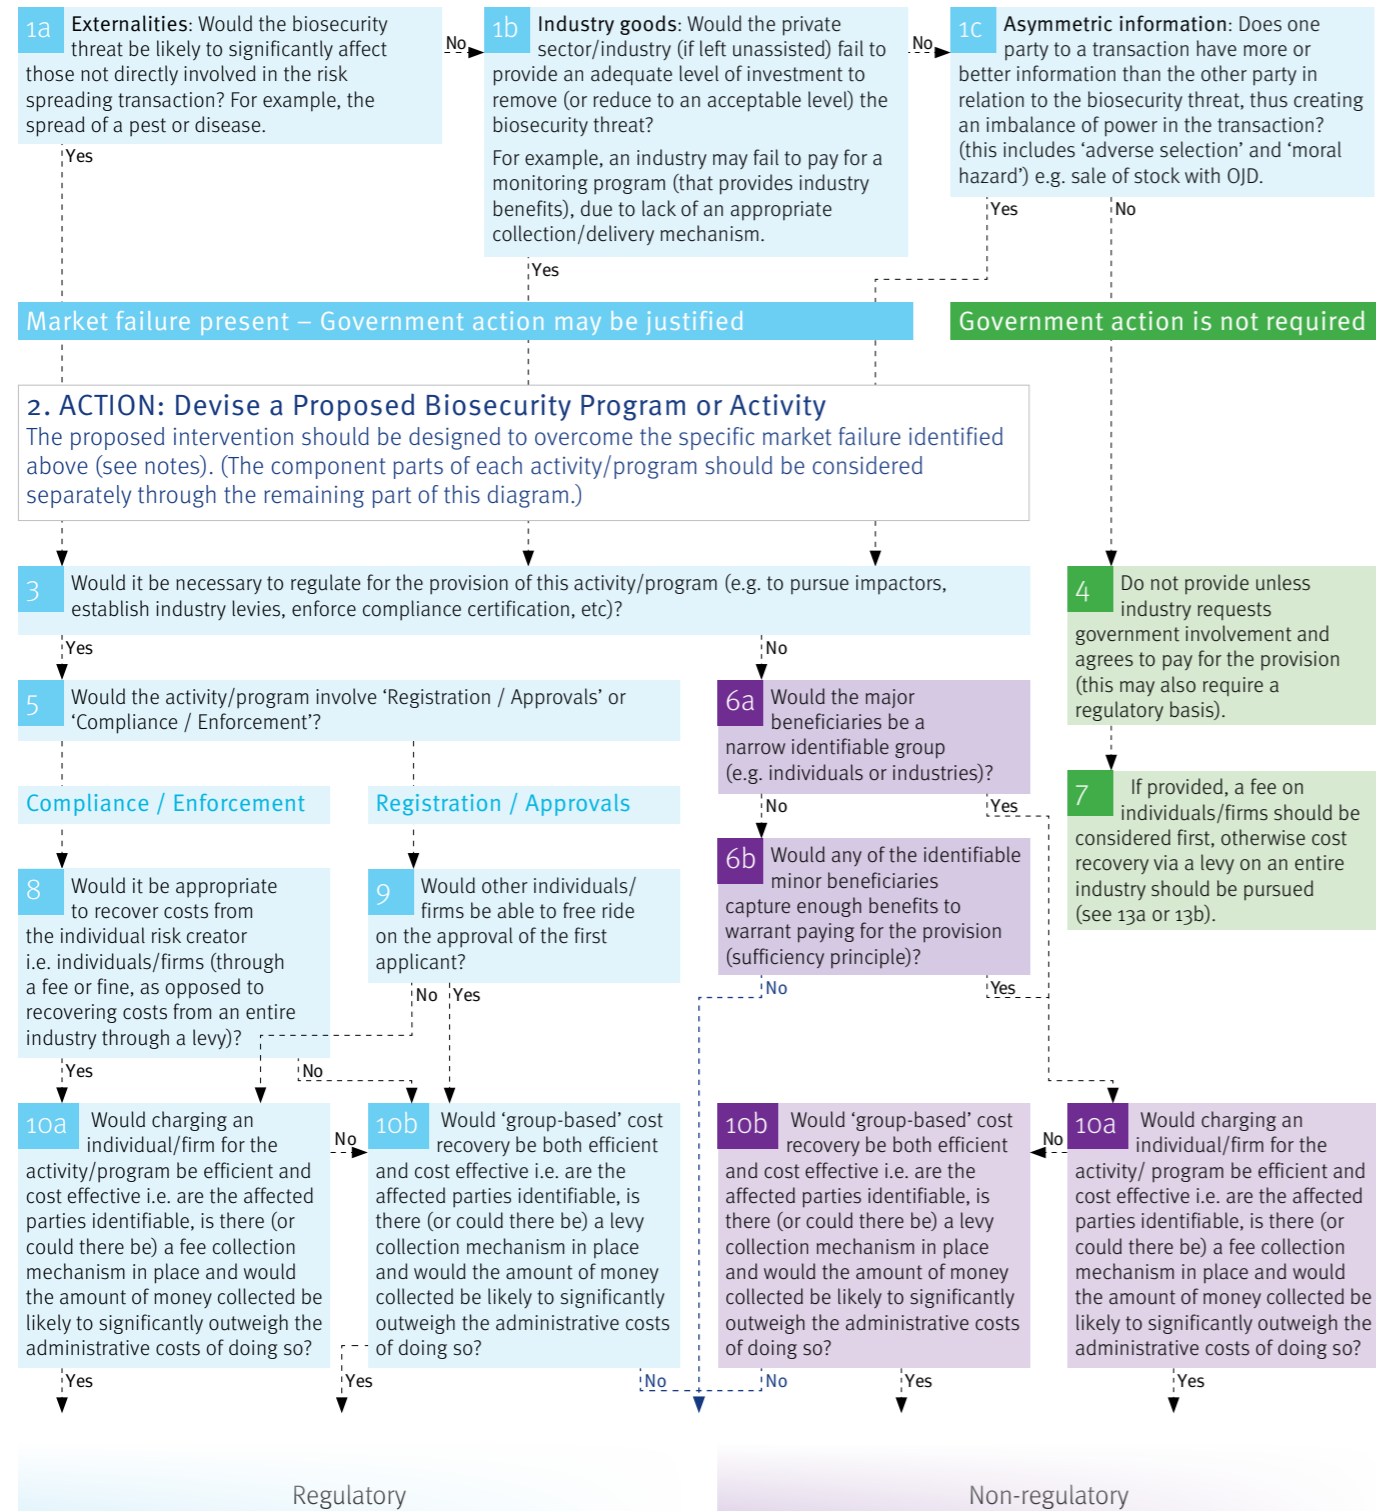 1a Externalities: Would the biosecurity
threat be likely to significantly affect
those not directly involved in the risk
spreading transaction? For example, the
spread of a pest or disease.
No
Yes
1b Industry goods: Would the private
sector/industry (if left unassisted) fail to
provide an adequate level of investment to
remove (or reduce to an acceptable level) the
biosecurity threat?
For example, an industry may fail to pay for a
monitoring program (that provides industry
benefits), due to lack of an appropriate
collection/delivery mechanism.
No
Yes
1c Asymmetric information: Does one
party to a transaction have more or
better information than the other party in
relation to the biosecurity threat, thus creating
an imbalance of power in the transaction?
(this includes ‘adverse selection’ and ‘moral
hazard’) e.g. sale of stock with OJD.
Yes
No
Market failure present – Government action may be justified
Government action is not required
2. ACTION: Devise a Proposed Biosecurity Program or Activity
The proposed intervention should be designed to overcome the specific market failure identified
above (see notes). (The component parts of each activity/program should be considered
separately through the remaining part of this diagram.)
3 Would it be necessary to regulate for the provision of this activity/program (e.g. to pursue impactors,
establish industry levies, enforce compliance certification, etc)?
Yes
No
4 Do not provide unless
industry requests
government involvement and
agrees to pay for the provision
(this may also require a
regulatory basis).
5 Would the activity/program involve ‘Registration / Approvals’ or
‘Compliance / Enforcement’?
6a Would the major
beneficiaries be a
narrow identifiable group
(e.g. individuals or industries)?
No
Yes
7 If provided, a fee on
individuals/firms should be
considered first, otherwise cost
recovery via a levy on an entire
industry should be pursued
(see 13a or 13b).
Compliance / Enforcement
Registration / Approvals
6b Would any of the identifiable
minor beneficiaries
capture enough benefits to
warrant paying for the provision
(sufficiency principle)?
No
Yes
8 Would it be appropriate
to recover costs from
the individual risk creator
i.e. individuals/firms (through
a fee or fine, as opposed to
recovering costs from an entire
industry through a levy)?
Yes
No
9 Would other individuals/
firms be able to free ride
on the approval of the first
applicant?
No
Yes
10a Would charging an
individual/firm for the
activity/program be efficient and
cost effective i.e. are the affected
parties identifiable, is there (or
could there be) a fee collection
mechanism in place and would
the amount of money collected be
likely to significantly outweigh the
administrative costs of doing so?
No
Yes
10b Would ‘group-based’ cost
recovery be both efficient
and cost effective i.e. are the
affected parties identifiable, is
there (or could there be) a levy
collection mechanism in place
and would the amount of money
collected be likely to significantly
outweigh the administrative costs
of doing so?
Yes
No
10b Would ‘group-based’ cost
recovery be both efficient
and cost effective i.e. are the
affected parties identifiable, is
there (or could there be) a levy
collection mechanism in place
and would the amount of money
collected be likely to significantly
outweigh the administrative costs
of doing so?
No
Yes
10a Would charging an
individual/firm for the
activity/ program be efficient and
cost effective i.e. are the affected
parties identifiable, is there (or
could there be) a fee collection
mechanism in place and would
the amount of money collected be
likely to significantly outweigh the
administrative costs of doing so?
No
Yes
Regulatory
Non-regulatory